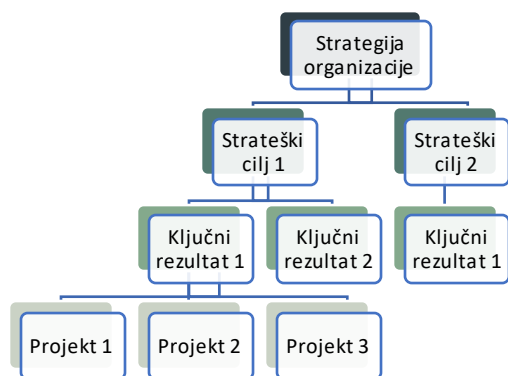 Strategija
organizacije
Strateški
cilj 1
Strateški
cilj 2
Ključni
rezultat 1
Ključni
rezultat 2
Ključni
rezultat 1
Projekt 1
Projekt 2
Projekt 3